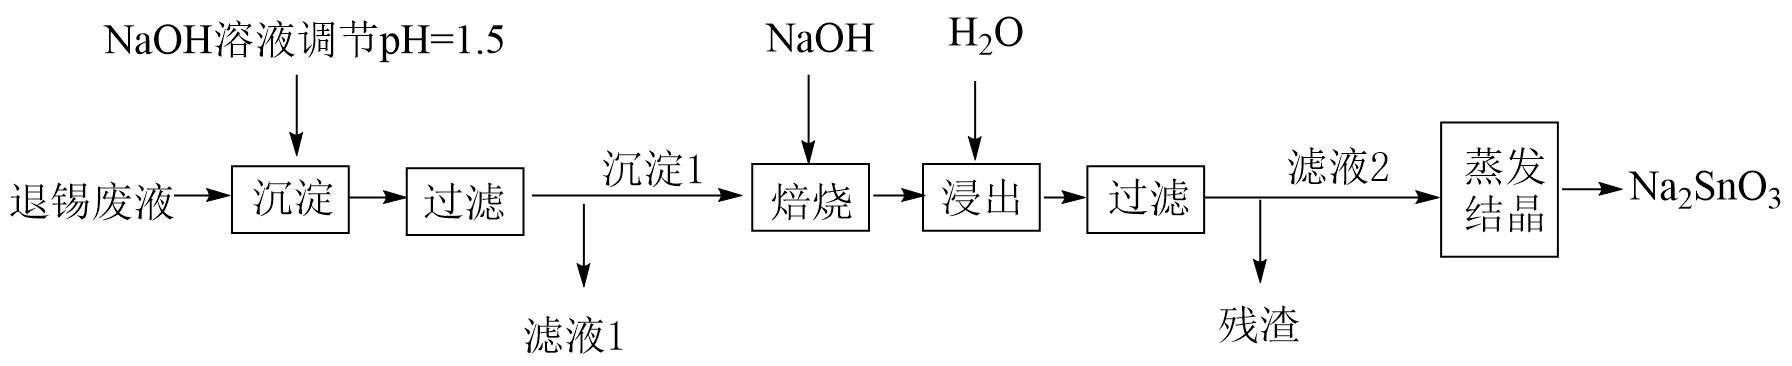 NaOH溶液调节pH=1.5
NaOH
H₂O
退锡废液
沉淀
过滤
沉淀1
焙烧
浸出
过滤
滤液2
蒸发
结晶
Na₂SnO₃
滤液1
残渣